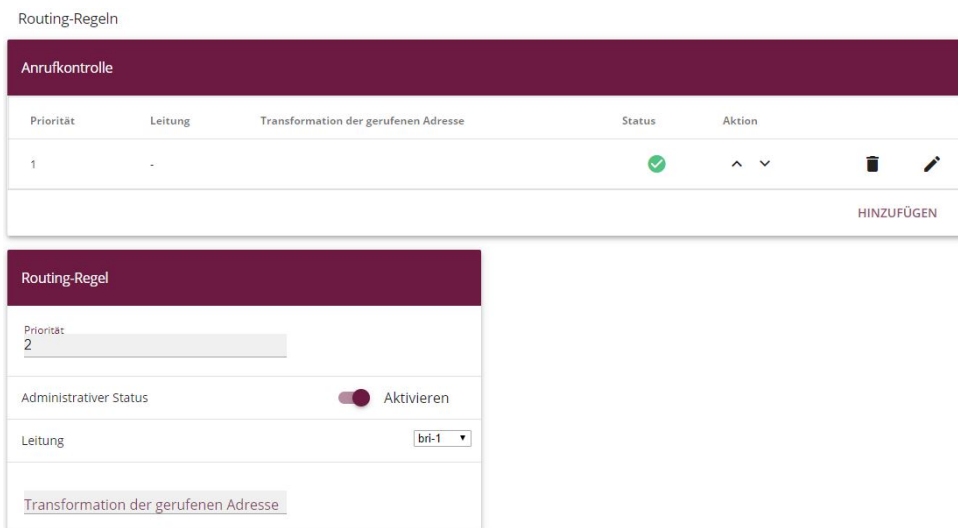 Routing-Regeln
Anrufkontrolle
Priorität Leitung Transformation der gerufenen Adresse Status Aktion
1 -
HINZUFÜGEN
Routing-Regel
Priorität
2
Administrativer Status Aktivieren
Leitung bri-1
Transformation der gerufenen Adresse